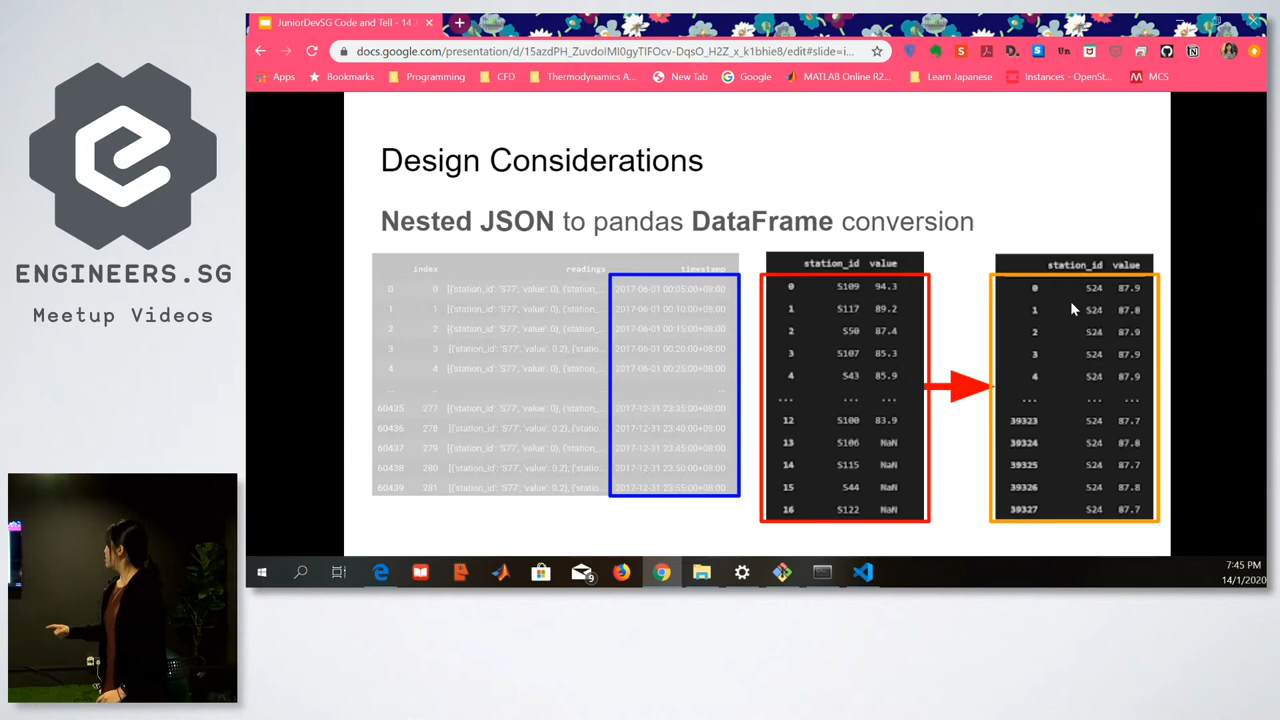 JuniorDevSG Code and Tell - 14
docs.google.com/presentation/d/15azdPH_ZuvdoIMI0gyTIFOcv-DqsO_H2Z_x_k1bhie8/edit#slide=i...
Apps Bookmarks Programming CFD Thermodynamics A... New Tab Google MATLAB Online R2... Learn Japanese Instances - OpenSt... MCS
ENGINEERS.SG
Meetup Videos
Design Considerations
Nested JSON to pandas DataFrame conversion
index readings timestamp
0 0 [{'station_id': 'S77', 'value': 0}, {'station_... 2017-06-01 00:05:00+08:00
1 1 [{'station_id': 'S77', 'value': 0}, {'station_... 2017-06-01 00:10:00+08:00
2 2 [{'station_id': 'S77', 'value': 0}, {'station_... 2017-06-01 00:15:00+08:00
3 3 [{'station_id': 'S77', 'value': 0.2}, {'statio... 2017-06-01 00:20:00+08:00
4 4 [{'station_id': 'S77', 'value': 0}, {'station_... 2017-06-01 00:25:00+08:00
... ... ... ...
60435 277 [{'station_id': 'S77', 'value': 0}, {'station_... 2017-12-31 23:35:00+08:00
60436 278 [{'station_id': 'S77', 'value': 0.2}, {'statio... 2017-12-31 23:40:00+08:00
60437 279 [{'station_id': 'S77', 'value': 0}, {'station_... 2017-12-31 23:45:00+08:00
60438 280 [{'station_id': 'S77', 'value': 0.2}, {'statio... 2017-12-31 23:50:00+08:00
60439 281 [{'station_id': 'S77', 'value': 0.2}, {'statio... 2017-12-31 23:55:00+08:00
station_id value
0 S109 94.3
1 S117 89.2
2 S50 87.4
3 S107 85.3
4 S43 85.9
... ... ...
12 S100 83.9
13 S106 NaN
14 S115 NaN
15 S44 NaN
16 S122 NaN
station_id value
0 S24 87.9
1 S24 87.8
2 S24 87.9
3 S24 87.9
4 S24 87.9
... ... ...
39323 S24 87.7
39324 S24 87.8
39325 S24 87.7
39326 S24 87.8
39327 S24 87.7
9
7:45 PM
14/1/2020